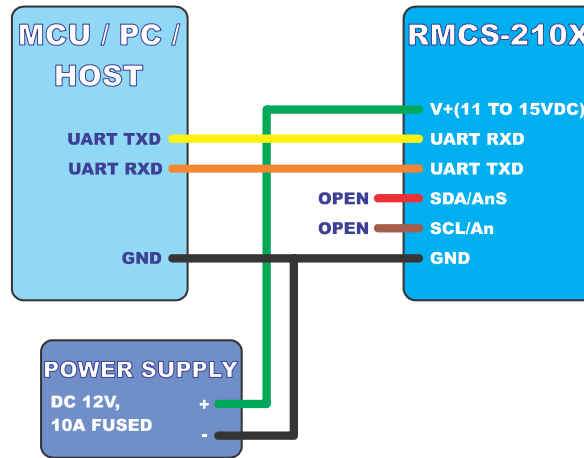 MCU / PC /
HOST
UART TXD
UART RXD
GND
RMCS-210X
V+(11 TO 15VDC)
UART RXD
UART TXD
OPEN SDA/AnS
OPEN SCL/An
GND
POWER SUPPLY
DC 12V, +
10A FUSED -